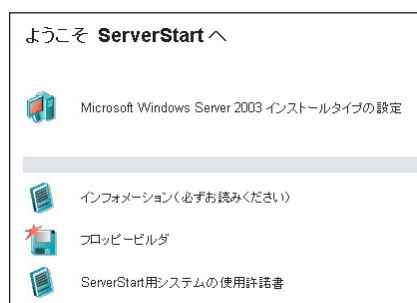 ようこそ ServerStart へ
Microsoft Windows Server 2003 インストールタイプの設定
インフォメーション（必ずお読みください）
フロッピービルダ
ServerStart用システムの使用許諾書